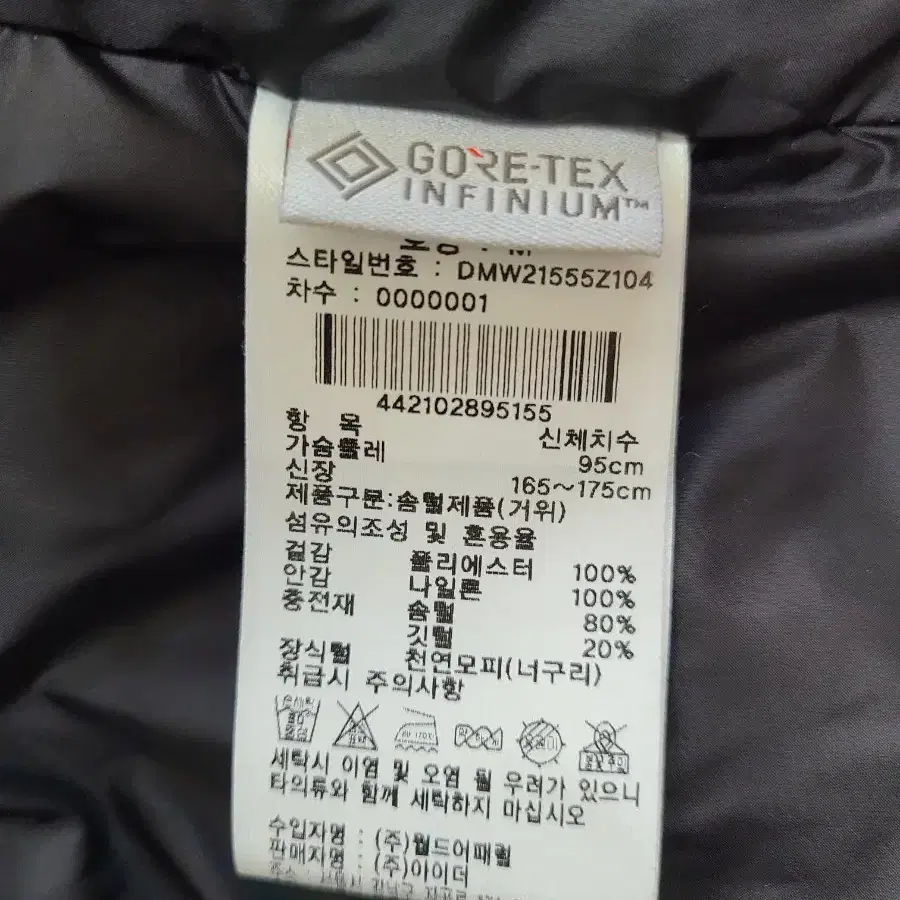 GORE-TEX
INFINIUM™
스타일번호 : DMW21555Z104
차수 : 0000001
442102895155
항 목 신체치수
가슴둘레 95cm
신장 165~175cm
제품구분:솜털제품(거위)
섬유의조성 및 혼용율
겉감 폴리에스터 100%
안감 나일론 100%
충전재 솜털 80%
깃털 20%
장식털 천연모피(너구리)
취급시 주의사항
세탁시 이염 및 오염 될 우려가 있으니
타의류와 함께 세탁하지 마십시오
수입자명 : (주)월드어패럴
판매자명 : (주)아이더